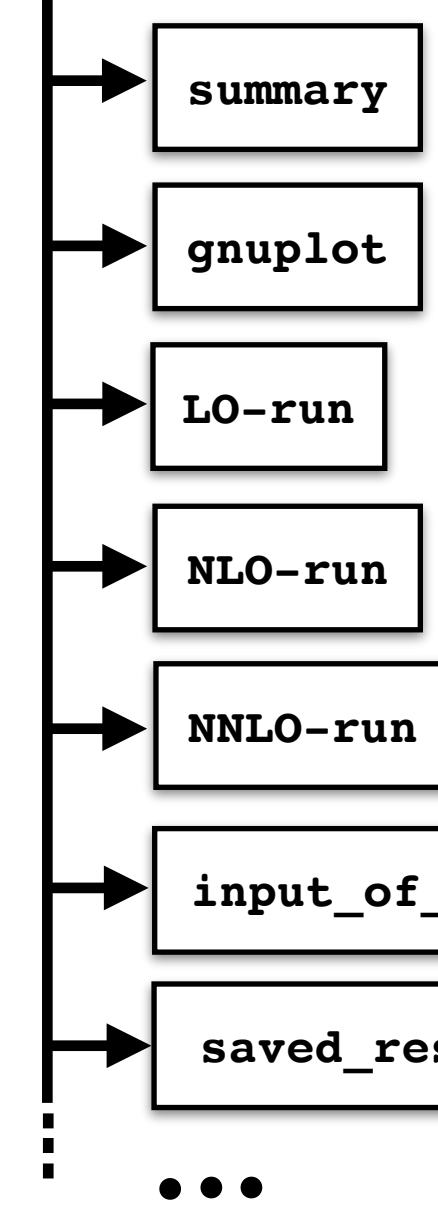 summary
gnuplot
LO-run
NLO-run
NNLO-run
input_of_
saved_res
...